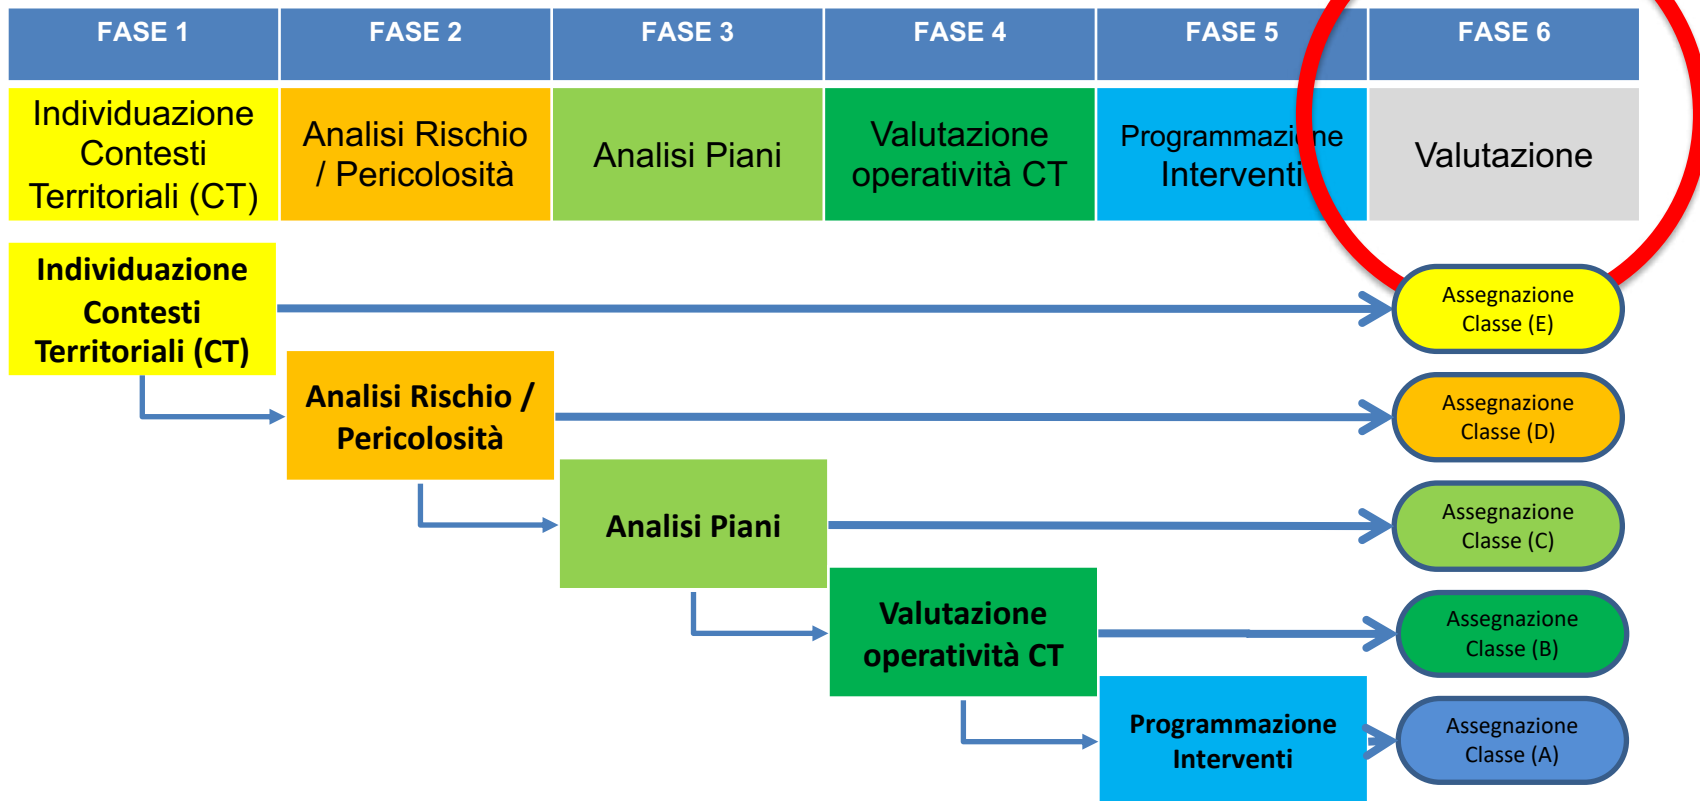 FASE 1
FASE 2
FASE 3
FASE 4
FASE 5
FASE 6
Individuazione
Contesti
Territoriali (CT)
Analisi Rischio
/ Pericolosità
Analisi Piani
Valutazione
operatività CT
Programmazione
Interventi
Valutazione
Individuazione
Contesti
Territoriali (CT)
Assegnazione
Classe (E)
Analisi Rischio /
Pericolosità
Assegnazione
Classe (D)
Analisi Piani
Assegnazione
Classe (C)
Valutazione
operatività CT
Assegnazione
Classe (B)
Programmazione
Interventi
Assegnazione
Classe (A)